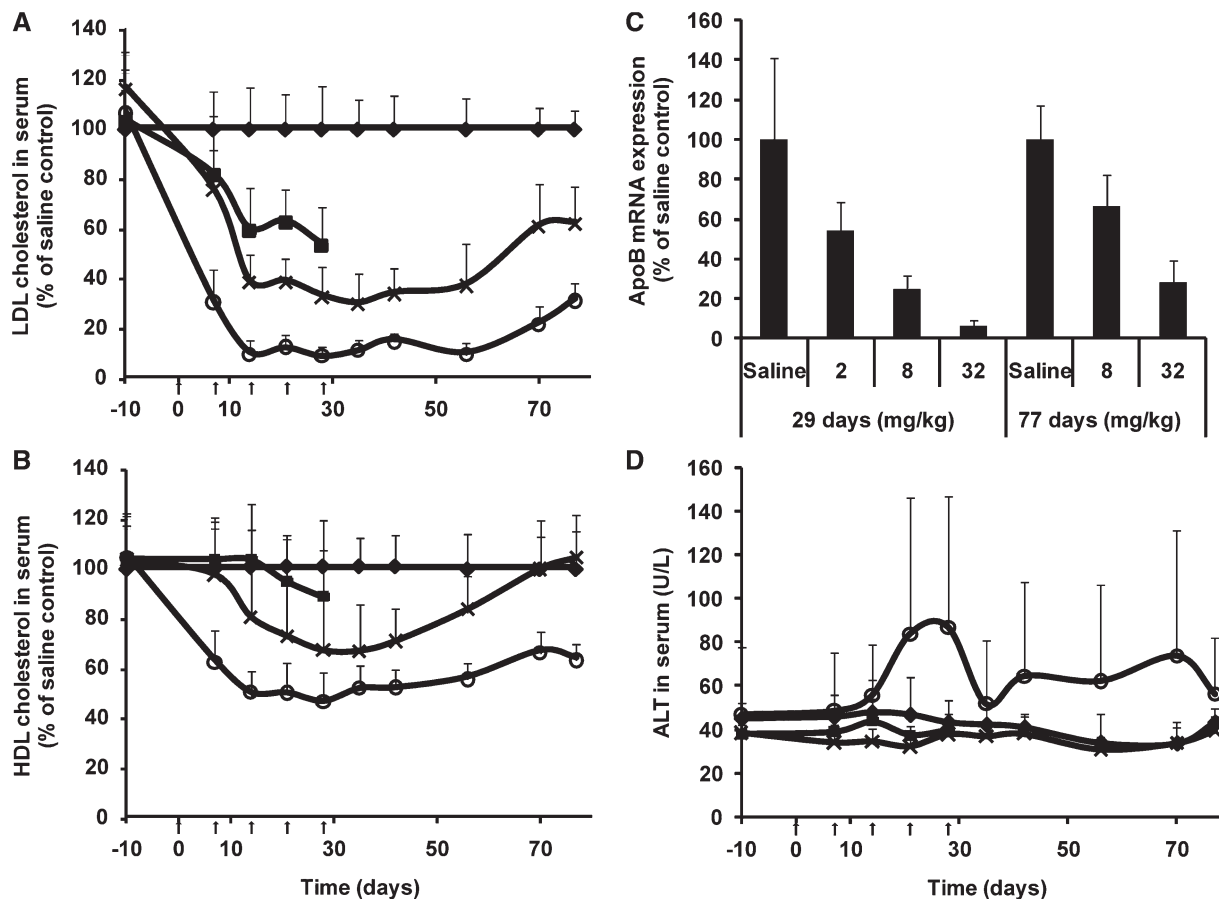 A
LDL cholesterol in serum
(% of saline control)
140
120
100
80
60
40
20
0
-10 0 10 30 50 70
B
HDL cholesterol in serum
(% of saline control)
140
120
100
80
60
40
20
0
-10 0 10 30 50 70
Time (days)
C
ApoB mRNA expression
(% of saline control)
160
140
120
100
80
60
40
20
0
Saline 2 8 32 Saline 8 32
29 days (mg/kg) 77 days (mg/kg)
D
ALT in serum (U/L)
160
140
120
100
80
60
40
20
0
-10 0 10 30 50 70
Time (days)